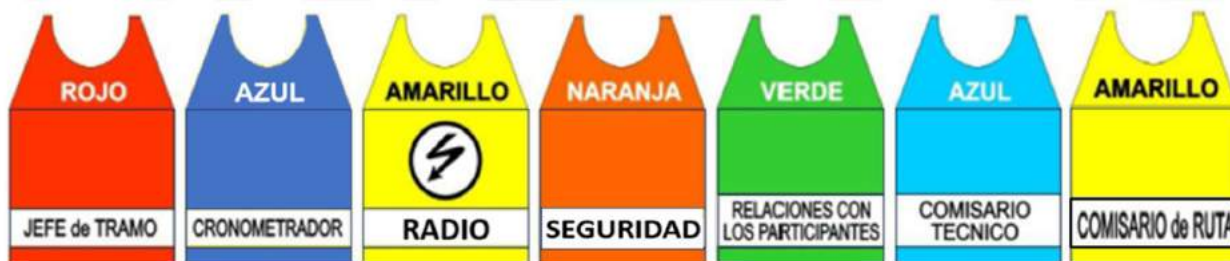 ROJO
JEFE de TRAMO
AZUL
CRONOMETRADOR
AMARILLO
RADIO
NARANJA
SEGURIDAD
VERDE
RELACIONES CON
LOS PARTICIPANTES
AZUL
COMISARIO
TECNICO
AMARILLO
COMISARIO de RUTA